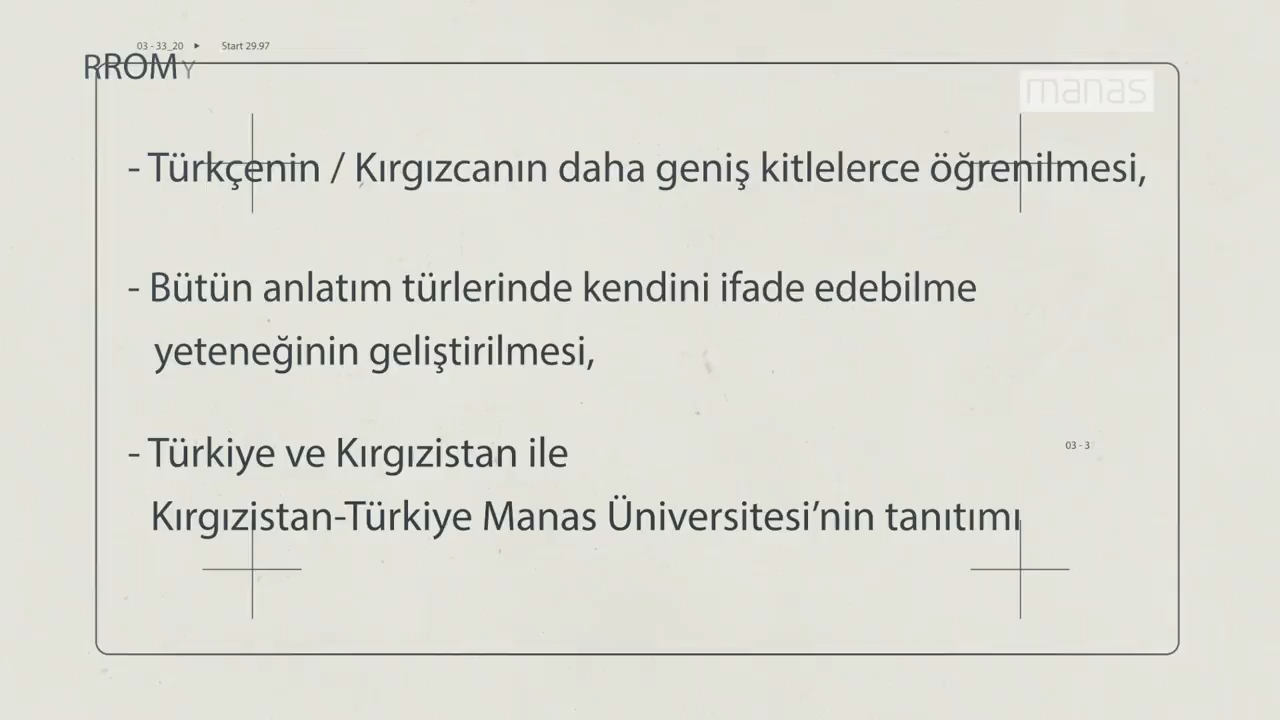 03 - 33_20 Start 29.97
RROMY
manas
- Türkçenin / Kırgızcanın daha geniş kitlelerce öğrenilmesi,
- Bütün anlatım türlerinde kendini ifade edebilme
yeteneğinin geliştirilmesi,
- Türkiye ve Kırgızistan ile
03 - 37
Kırgızistan-Türkiye Manas Üniversitesi’nin tanıtımı